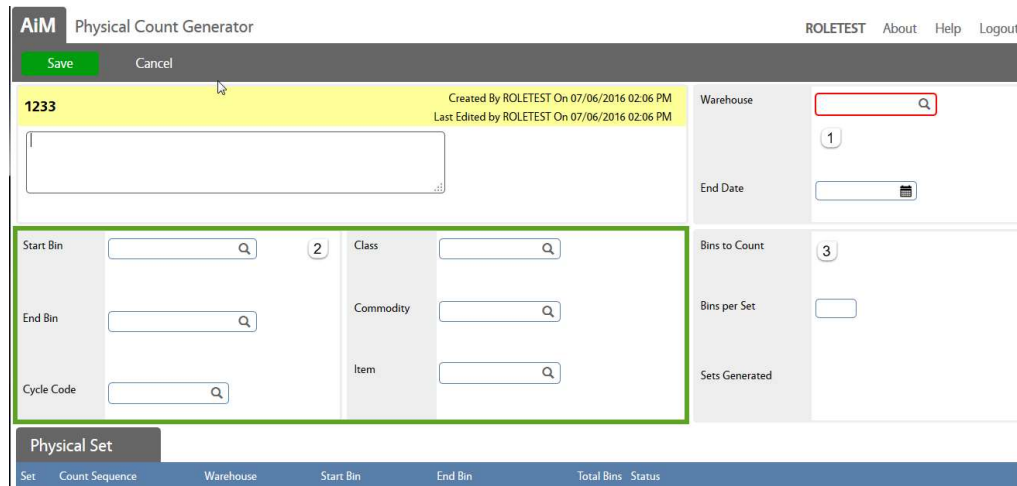 AiM Physical Count Generator ROLETEST About Help Logout
Save Cancel
1233 Created By ROLETEST On 07/06/2016 02:06 PM
Last Edited by ROLETEST On 07/06/2016 02:06 PM
Warehouse
1
End Date
Start Bin 2 Class
End Bin Commodity
Cycle Code Item
Bins to Count 3
Bins per Set
Sets Generated
Physical Set
Set Count Sequence Warehouse Start Bin End Bin Total Bins Status